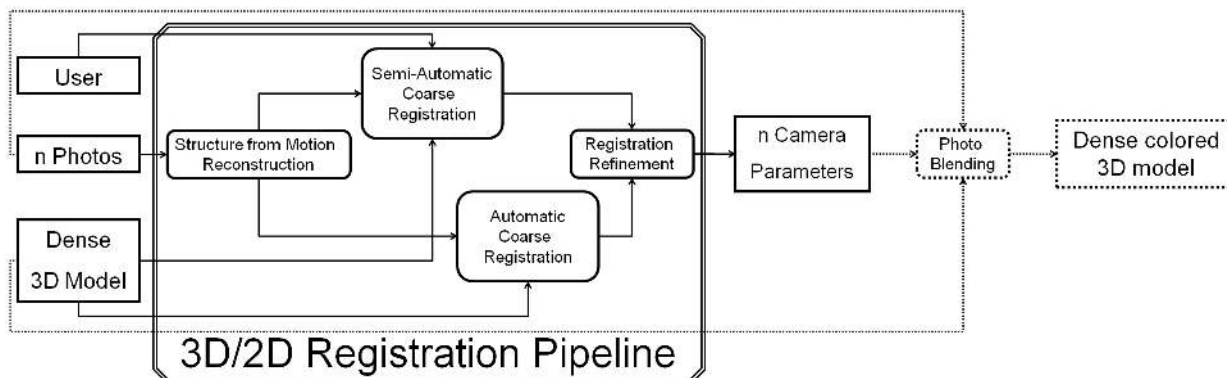 User
n Photos
Dense
3D Model
Structure from Motion
Reconstruction
Semi-Automatic
Coarse
Registration
Automatic
Coarse
Registration
Registration
Refinement
n Camera
Parameters
Photo
Blending
Dense colored
3D model
3D/2D Registration Pipeline